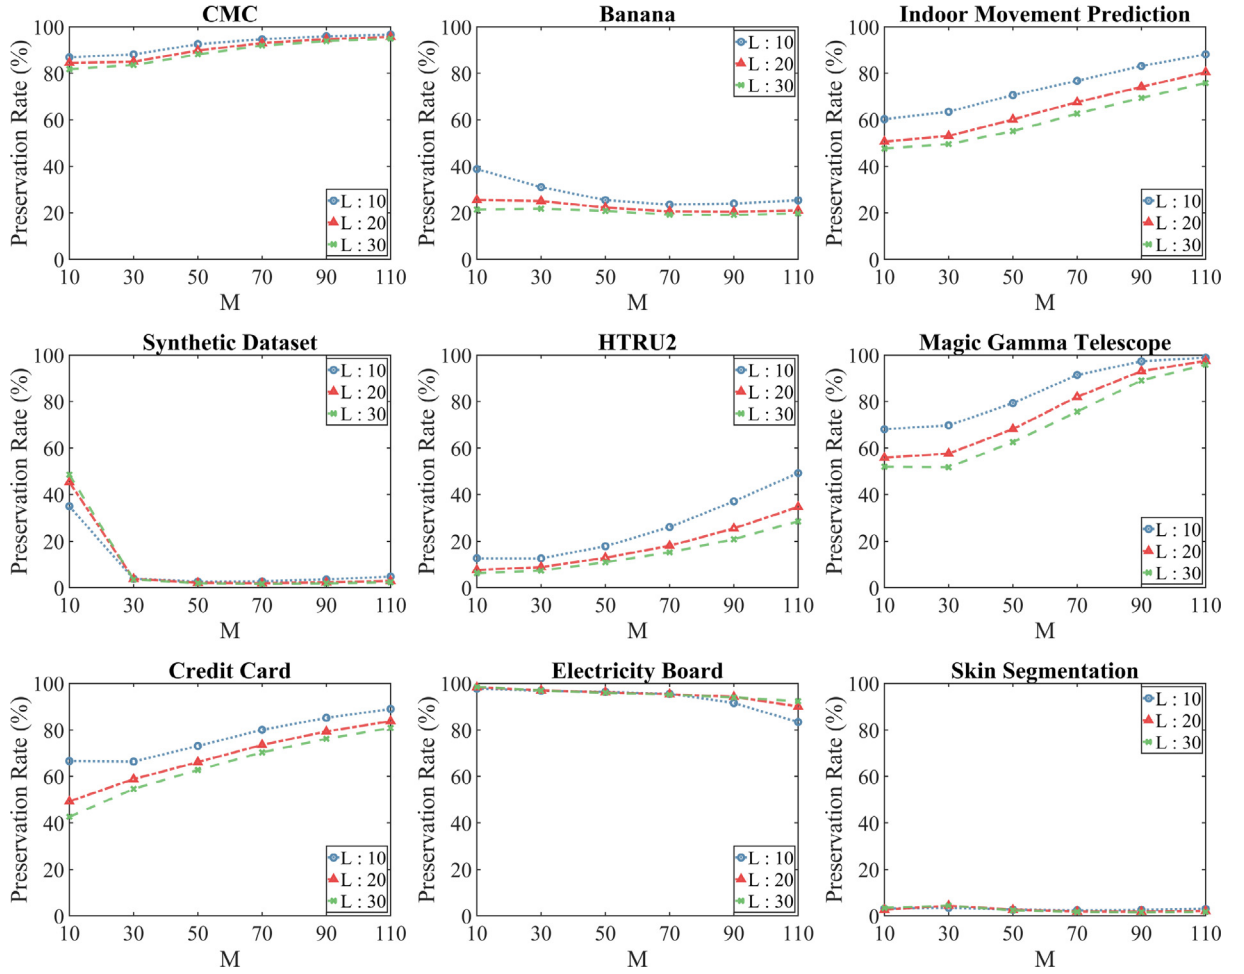 CMC
Preservation Rate (%)
100
80
60
40
20
0
L : 10
L : 20
L : 30
10 30 50 70 90 110
M
Banana
Preservation Rate (%)
100
80
60
40
20
0
L : 10
L : 20
L : 30
10 30 50 70 90 110
M
Indoor Movement Prediction
Preservation Rate (%)
100
80
60
40
20
0
L : 10
L : 20
L : 30
10 30 50 70 90 110
M
Synthetic Dataset
Preservation Rate (%)
100
80
60
40
20
0
L : 10
L : 20
L : 30
10 30 50 70 90 110
M
HTRU2
Preservation Rate (%)
100
80
60
40
20
0
L : 10
L : 20
L : 30
10 30 50 70 90 110
M
Magic Gamma Telescope
Preservation Rate (%)
100
80
60
40
20
0
L : 10
L : 20
L : 30
10 30 50 70 90 110
M
Credit Card
Preservation Rate (%)
100
80
60
40
20
0
L : 10
L : 20
L : 30
10 30 50 70 90 110
M
Electricity Board
Preservation Rate (%)
100
80
60
40
20
0
L : 10
L : 20
L : 30
10 30 50 70 90 110
M
Skin Segmentation
Preservation Rate (%)
100
80
60
40
20
0
L : 10
L : 20
L : 30
10 30 50 70 90 110
M